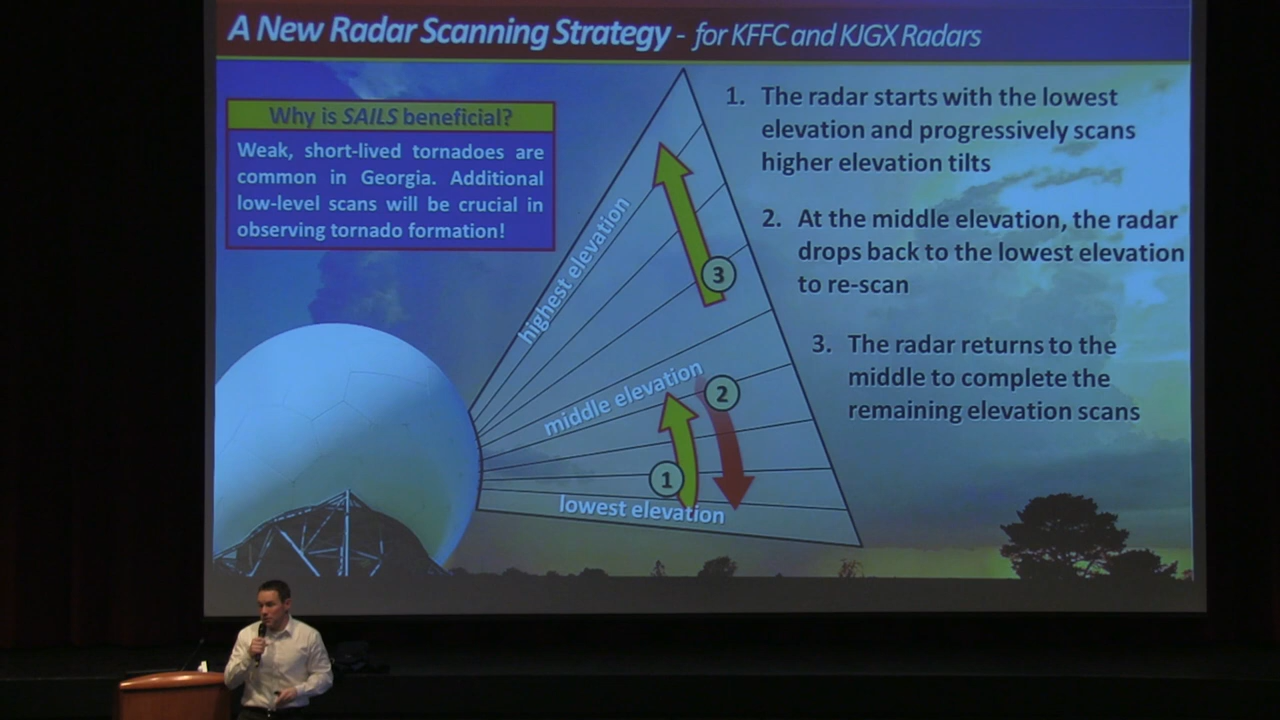 A New Radar Scanning Strategy - for KFFC and KJGX Radars
Why is SAILS beneficial?
Weak, short-lived tornadoes are
common in Georgia. Additional
low-level scans will be crucial in
observing tornado formation!
highest elevation
middle elevation
lowest elevation
3
2
1
1. The radar starts with the lowest
elevation and progressively scans
higher elevation tilts
2. At the middle elevation, the radar
drops back to the lowest elevation
to re-scan
3. The radar returns to the
middle to complete the
remaining elevation scans